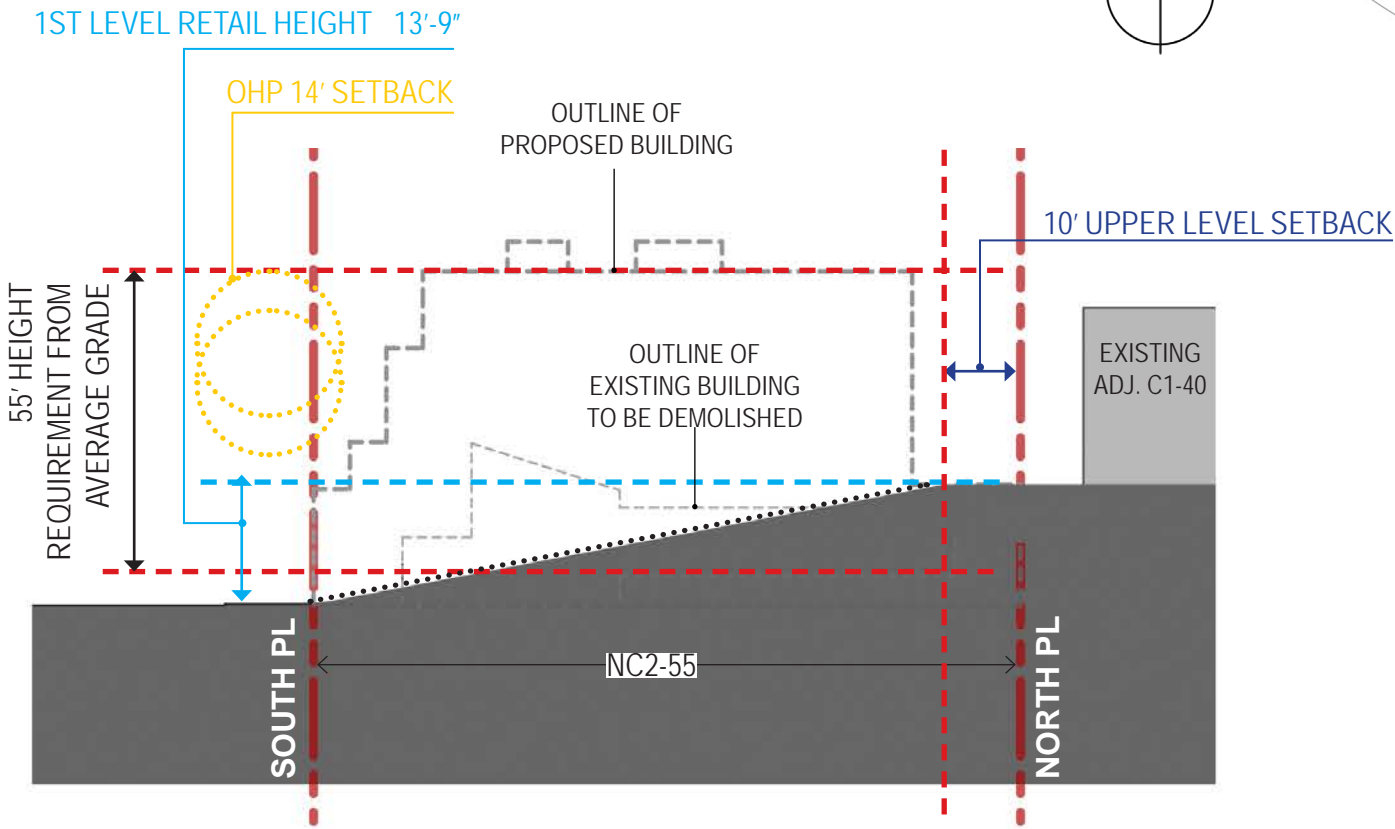 1ST LEVEL RETAIL HEIGHT 13'-9"
OHP 14' SETBACK
OUTLINE OF
PROPOSED BUILDING
10' UPPER LEVEL SETBACK
55' HEIGHT
REQUIREMENT FROM
AVERAGE GRADE
OUTLINE OF
EXISTING BUILDING
TO BE DEMOLISHED
EXISTING
ADJ. C1-40
SOUTH PL
NC2-55
NORTH PL